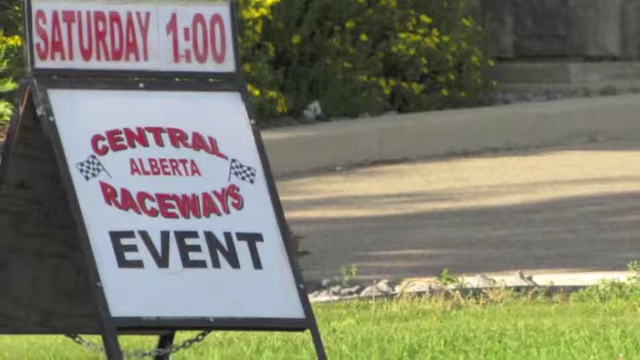 SATURDAY 1:00
CENTRAL
ALBERTA
RACEWAYS
EVENT